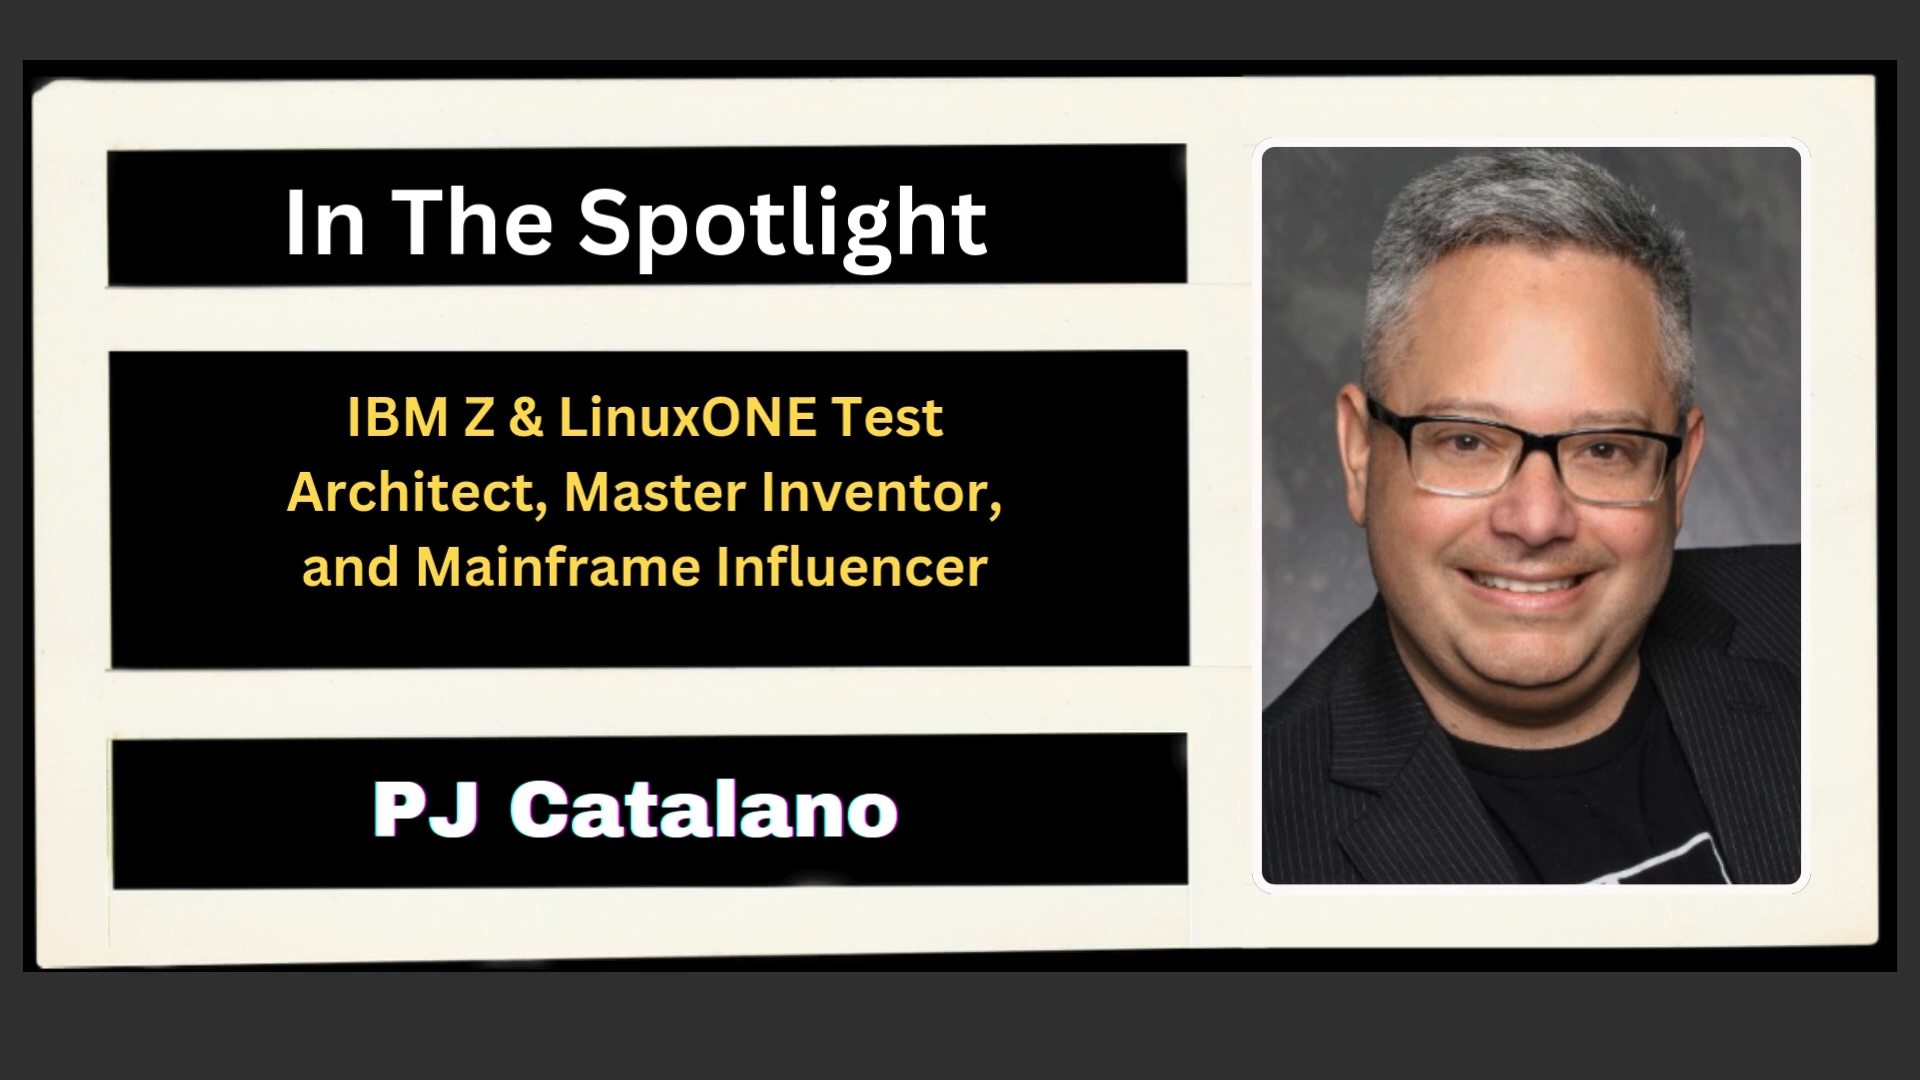 In The Spotlight
IBM Z & LinuxONE Test
Architect, Master Inventor,
and Mainframe Influencer
PJ Catalano